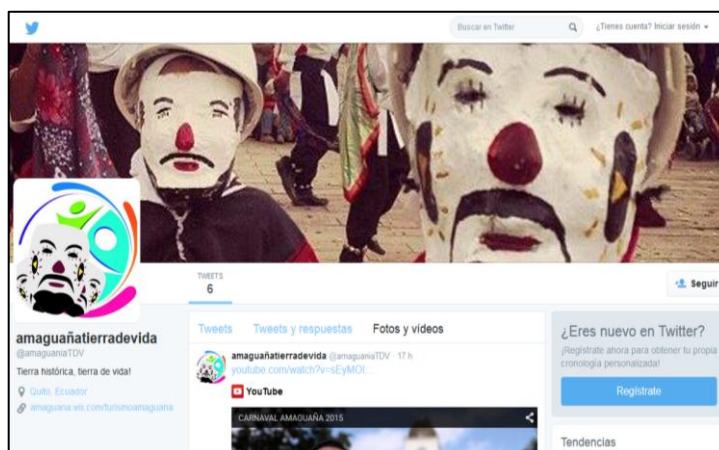 Buscar en Twitter
¿Tienes cuenta? Iniciar sesión
TWEETS
6
Seguir
amaguañatierradevida
@amaguaniaTDV
Tierra histórica, tierra de vida!
Quito, Ecuador
amaguana.wix.com/turismoamaguana
Tweets Tweets y respuestas Fotos y vídeos
amaguañatierradevida @amaguaniaTDV · 17 h
youtube.com/watch?v=sEyMOI...
YouTube
CARNAVAL AMAGUAÑA 2015
¿Eres nuevo en Twitter?
¡Regístrate ahora para obtener tu propia
cronología personalizada!
Regístrate
Tendencias